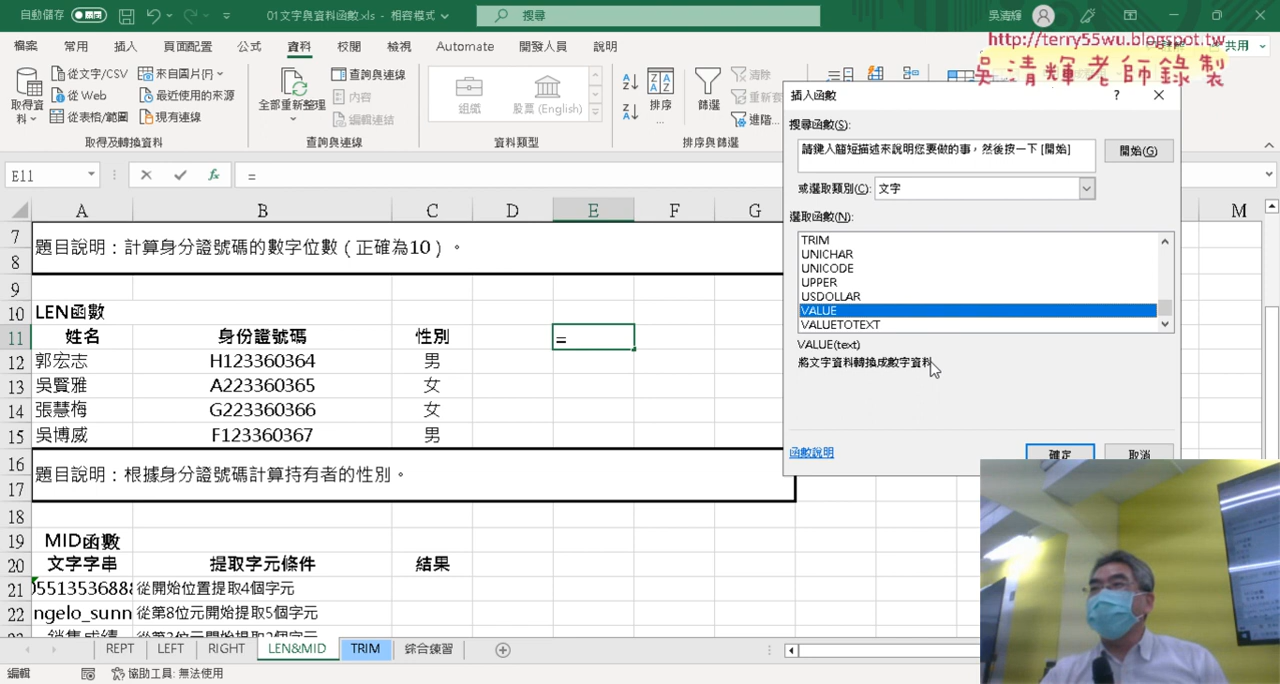 自動儲存 關閉 01文字與資料函數.xls - 相容模式 搜尋 吳清輝
http://terry55wu.blogspot.tw
吳清輝老師錄製
檔案 常用 插入 頁面配置 公式 資料 校閱 檢視 Automate 開發人員 說明 共用
取得資料 從文字/CSV 從 Web 從表格/範圍 來自圖片(F) 最近使用的來源 現有連線
全部重新整理 查詢與連線 內容 編輯連結
組織 股票 (English)
排序 篩選 清除 進階...
取得及轉換資料 查詢與連線 資料類型 排序與篩選
E11 fx =
A B C D E F G M
7 題目說明：計算身分證號碼的數字位數（正確為10）。
8
9
10 LEN函數
11 姓名 身份證號碼 性別 =
12 郭宏志 H123360364 男
13 吳賢雅 A223360365 女
14 張慧梅 G223360366 女
15 吳博威 F123360367 男
16 題目說明：根據身分證號碼計算持有者的性別。
17
18
19 MID函數
20 文字字串 提取字元條件 結果
21 5513536888 從開始位置提取4個字元
22 ngelo_sunn 從第8位元開始提取5個字元
REPT LEFT RIGHT LEN&MID TRIM 綜合練習
編輯 協助工具: 無法使用
插入函數 ?
搜尋函數(S):
請鍵入簡短描述來說明您要做的事，然後按一下 [開始] 開始(G)
或選取類別(C): 文字
選取函數(N):
TRIM
UNICHAR
UNICODE
UPPER
USDOLLAR
VALUE
VALUETOTEXT
VALUE(text)
將文字資料轉換成數字資料
函數說明 確定 取消